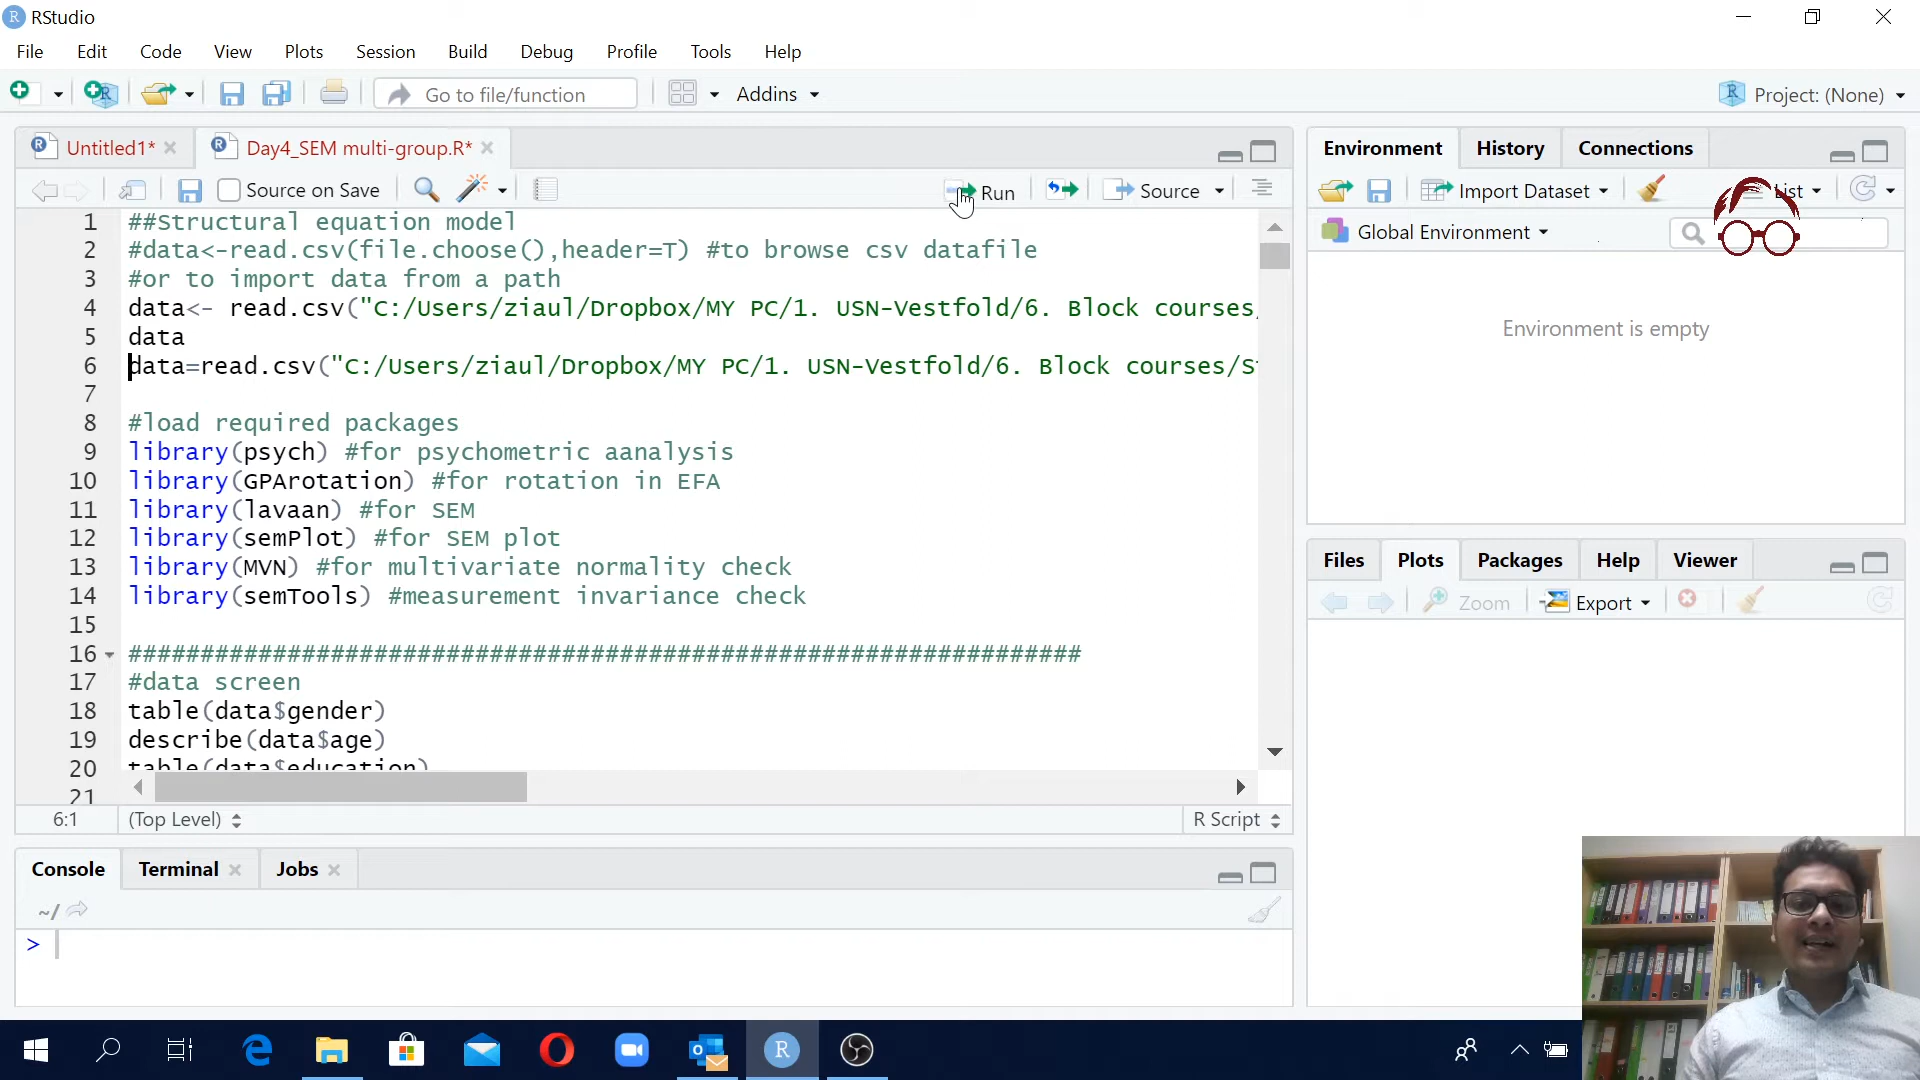 RStudio
File Edit Code View Plots Session Build Debug Profile Tools Help
Go to file/function Addins Project: (None)
Untitled1* Day4_SEM multi-group.R*
Source on Save Run Source
1 ##Structural equation model
2 #data<-read.csv(file.choose(),header=T) #to browse csv datafile
3 #or to import data from a path
4 data<- read.csv("C:/Users/ziaul/Dropbox/MY PC/1. USN-Vestfold/6. Block courses/
5 data
6 data=read.csv("C:/Users/ziaul/Dropbox/MY PC/1. USN-Vestfold/6. Block courses/S
7
8 #load required packages
9 library(psych) #for psychometric aanalysis
10 library(GPArotation) #for rotation in EFA
11 library(lavaan) #for SEM
12 library(semPlot) #for SEM plot
13 library(MVN) #for multivariate normality check
14 library(semTools) #measurement invariance check
15
16 ##################################################################
17 #data screen
18 table(data$gender)
19 describe(data$age)
20 table(data$education)
21
6:1 (Top Level) R Script
Console Terminal Jobs
~/
>
Environment History Connections
Import Dataset
Global Environment
Environment is empty
Files Plots Packages Help Viewer
Zoom Export